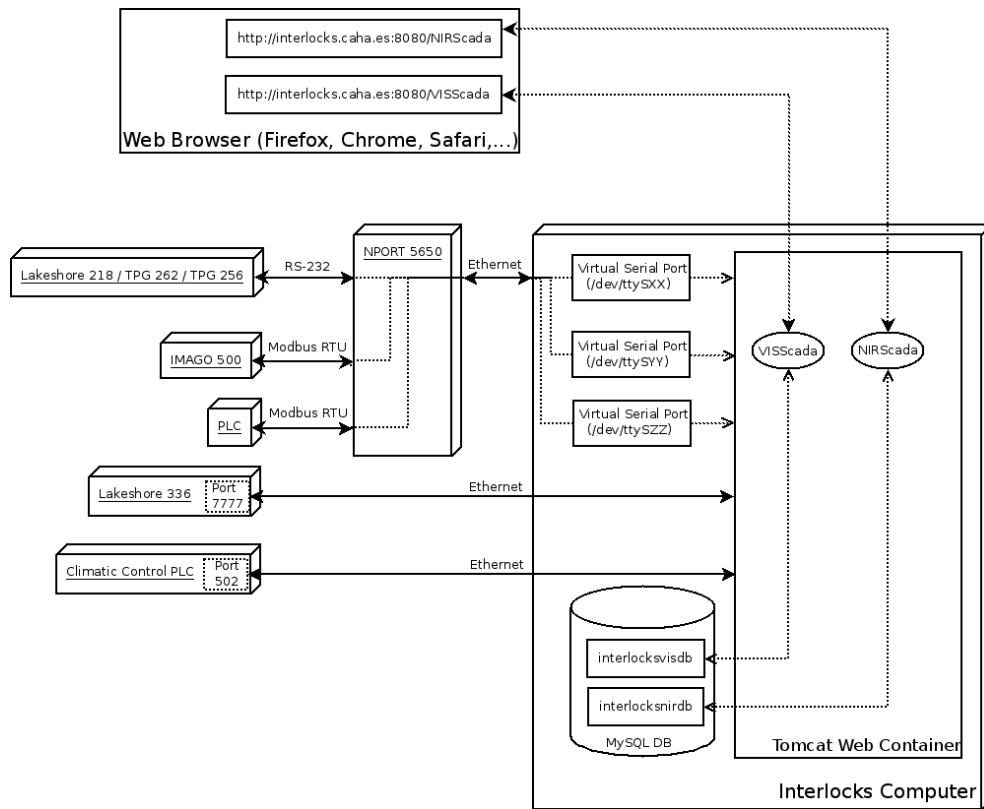 http://interlocks.caha.es:8080/NIRScada
http://interlocks.caha.es:8080/VISScada
Web Browser (Firefox, Chrome, Safari,...)
NPORT 5650
Lakeshore 218 / TPG 262 / TPG 256
RS-232
Ethernet
Virtual Serial Port
(/dev/ttySXX)
IMAGO 500
Modbus RTU
Virtual Serial Port
(/dev/ttySYY)
VISScada
NIRScada
PLC
Modbus RTU
Virtual Serial Port
(/dev/ttySZZ)
Lakeshore 336
Port
7777
Ethernet
Climatic Control PLC
Port
502
Ethernet
interlocksvisdb
interlocksnirdb
MySQL DB
Tomcat Web Container
Interlocks Computer